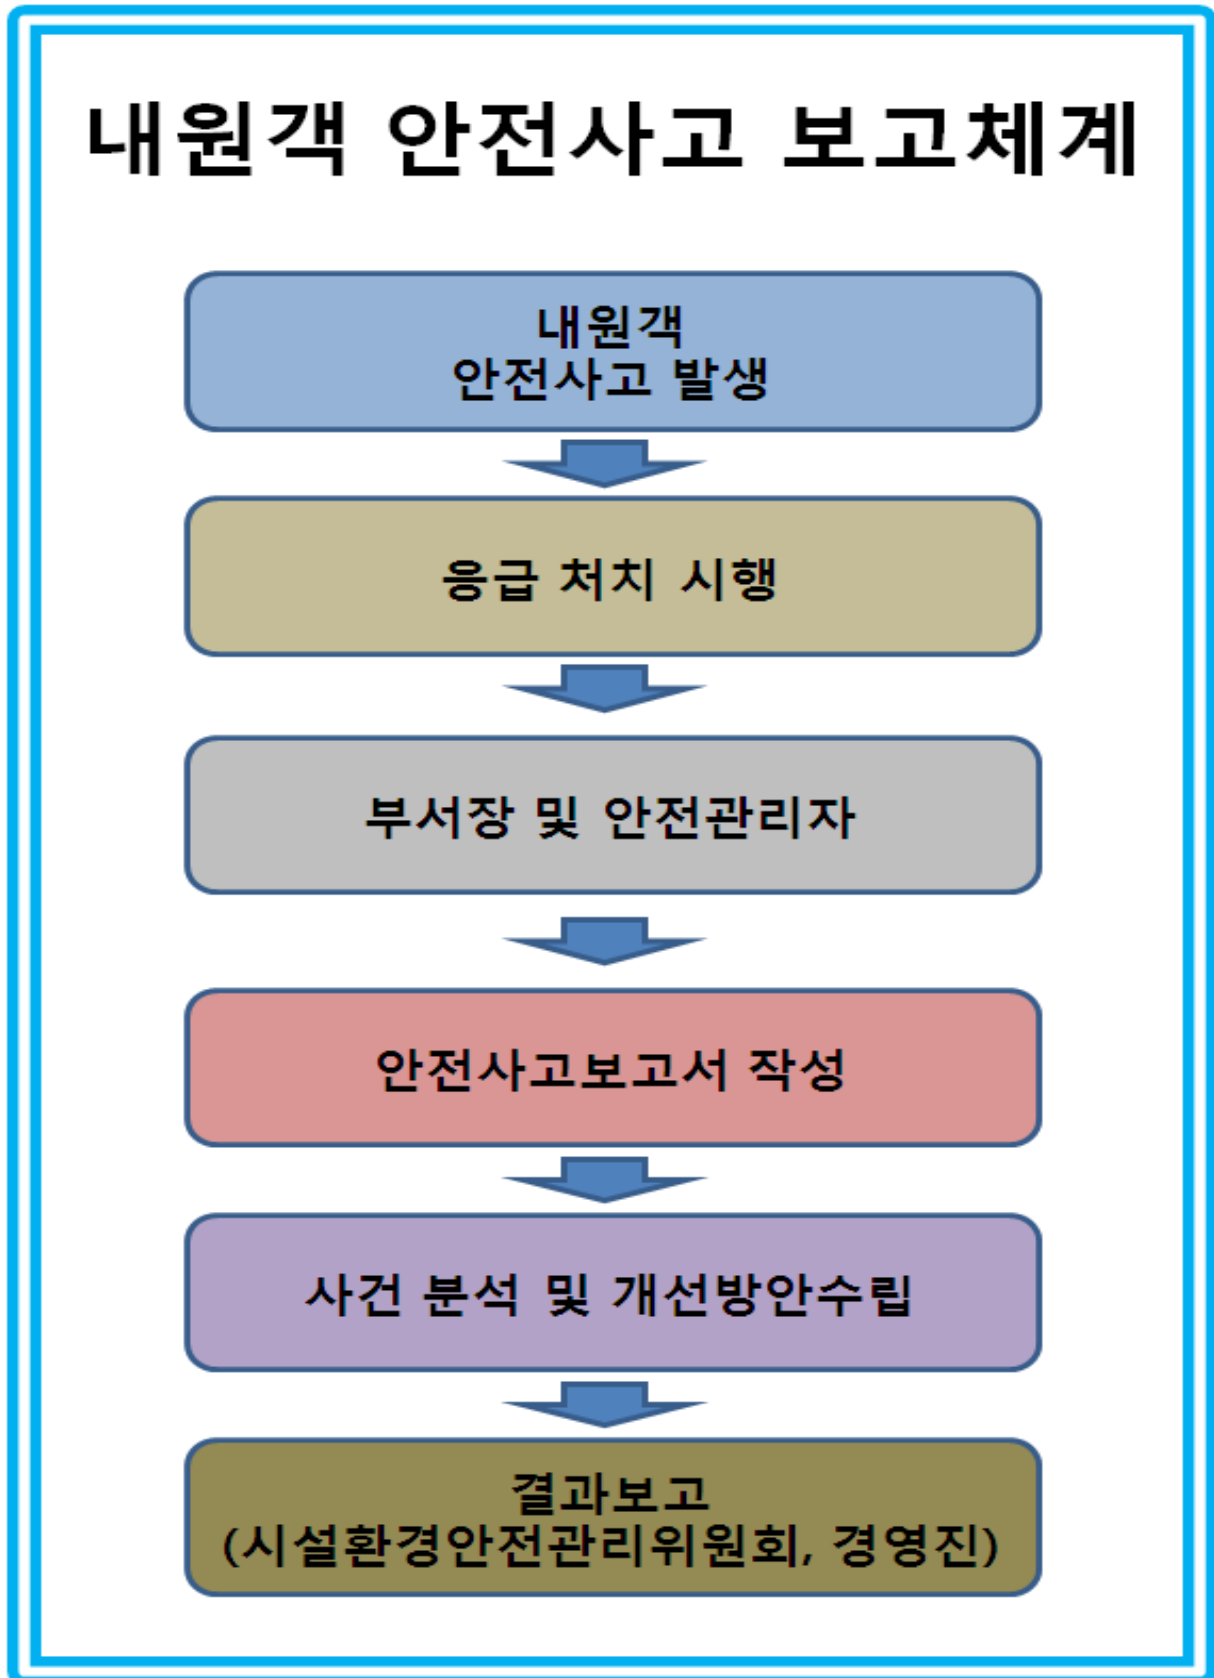 내원객 안전사고 보고체계
내원객
안전사고 발생
응급 처치 시행
부서장 및 안전관리자
안전사고보고서 작성
사건 분석 및 개선방안수립
결과보고
(시설환경안전관리위원회, 경영진)